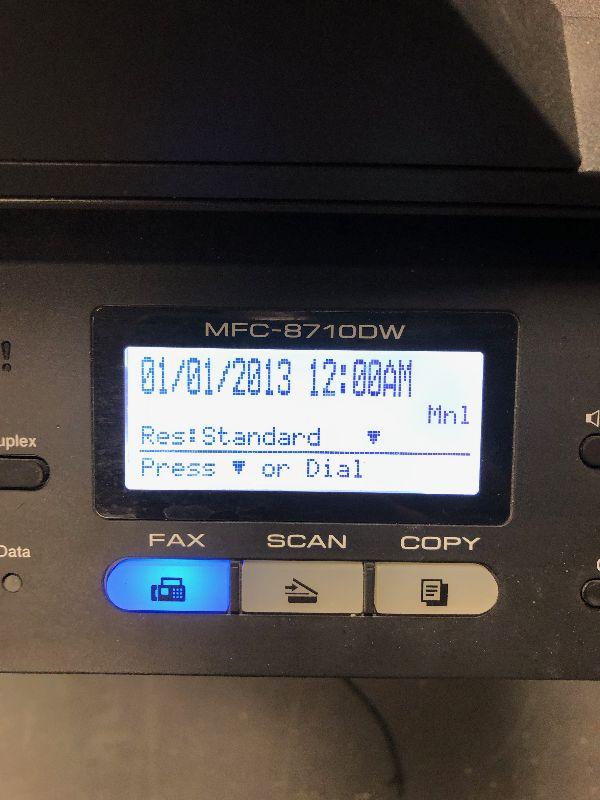 MFC-8710DW
01/01/2013 12:00AM
Mnl
Res:Standard ▼
Press ▼ or Dial
uplex
Data
FAX SCAN COPY